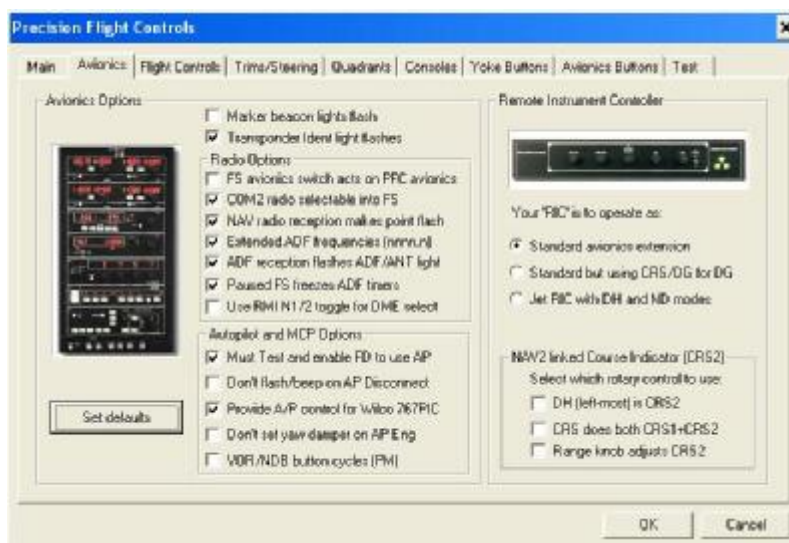 Precision Flight Controls
Main Avionics Flight Controls Trims/Steering Quadrants Consoles Yoke Buttons Avionics Buttons Test
Avionics Options
Marker beacon lights flash
Transponder Ident light flashes
Radio Options
FS avionics switch acts on PFC avionics
COM2 radio selectable into FS
NAV radio reception makes point flash
Extended ADF frequencies (nnnn.n)
ADF reception flashes ADF/ANT light
Paused FS freezes ADF timers
Use RMI N1/2 toggle for DME select
Autopilot and MCP Options
Must Test and enable FD to use AP
Don't flash/beep on AP Disconnect
Provide A/P control for Wilco 767PIC
Don't set yaw damper on AP Eng
VOR/NDB button cycles (PM)
Set defaults
Remote Instrument Controller
Your "RIC" is to operate as:
Standard avionics extension
Standard but using CRS/DG for DG
Jet RIC with DH and ND modes
NAV2 linked Course Indicator (CRS2)
Select which rotary control to use:
DH (left-most) is CRS2
CRS does both CRS1+CRS2
Range knob adjusts CRS2
OK Cancel